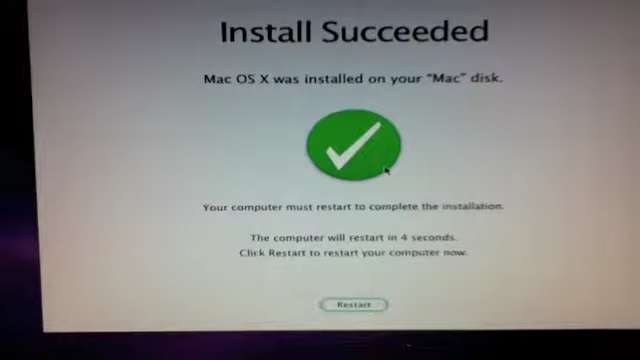 Install Succeeded
Mac OS X was installed on your “Mac” disk.
Your computer must restart to complete the installation.
The computer will restart in 4 seconds.
Click Restart to restart your computer now.
Restart